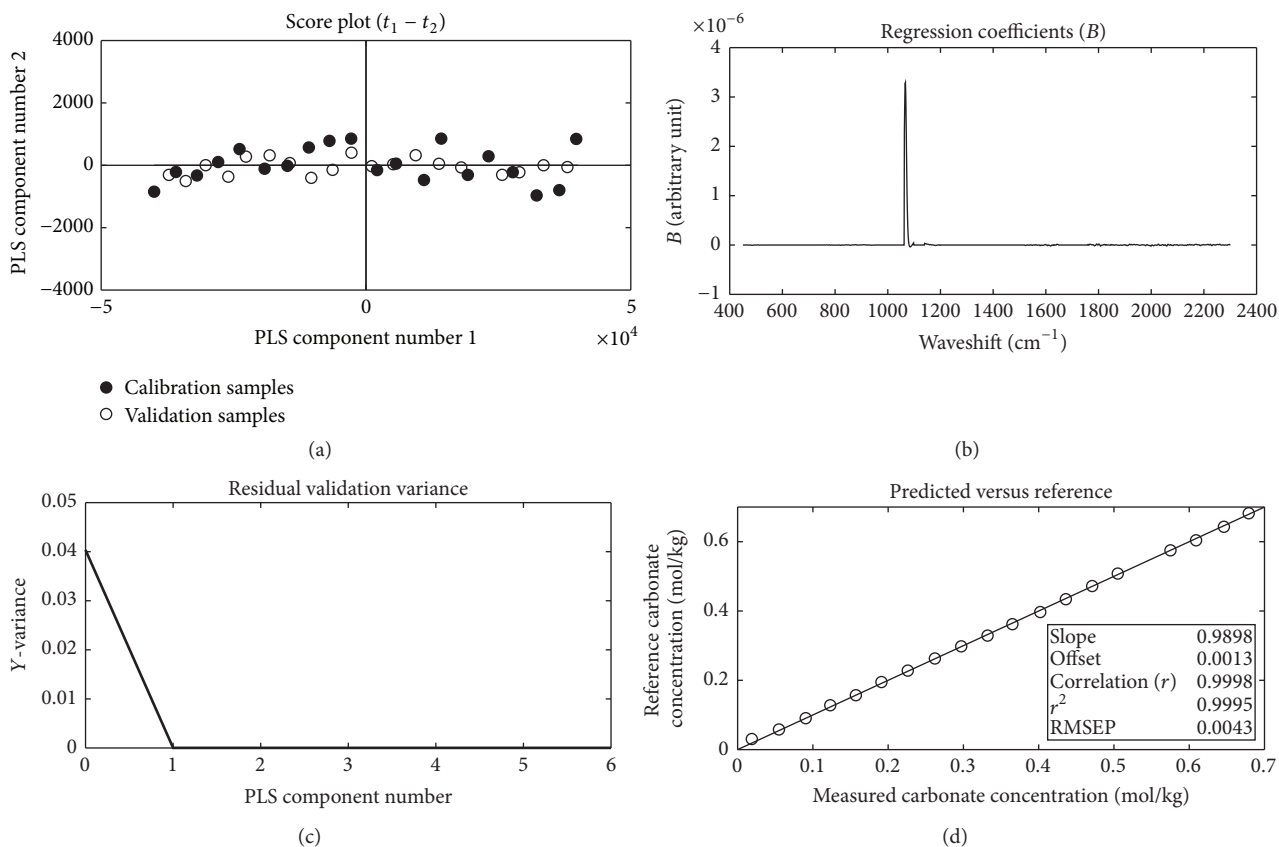 Score plot (t₁ – t₂)
4000
2000
0
−2000
−4000
PLS component number 2
−5
0
5
×10⁴
PLS component number 1
Calibration samples
Validation samples
(a)
×10⁻⁶
Regression coefficients (B)
4
3
2
1
0
−1
B (arbitrary unit)
400
600
800
1000
1200
1400
1600
1800
2000
2200
2400
Waveshift (cm⁻¹)
(b)
Residual validation variance
0.05
0.04
0.03
0.02
0.01
0
Y-variance
0
1
2
3
4
5
6
PLS component number
(c)
Predicted versus reference
0.6
0.4
0.2
0
Reference carbonate
concentration (mol/kg)
Slope 0.9898
Offset 0.0013
Correlation (r) 0.9998
r² 0.9995
RMSEP 0.0043
0
0.1
0.2
0.3
0.4
0.5
0.6
0.7
Measured carbonate concentration (mol/kg)
(d)